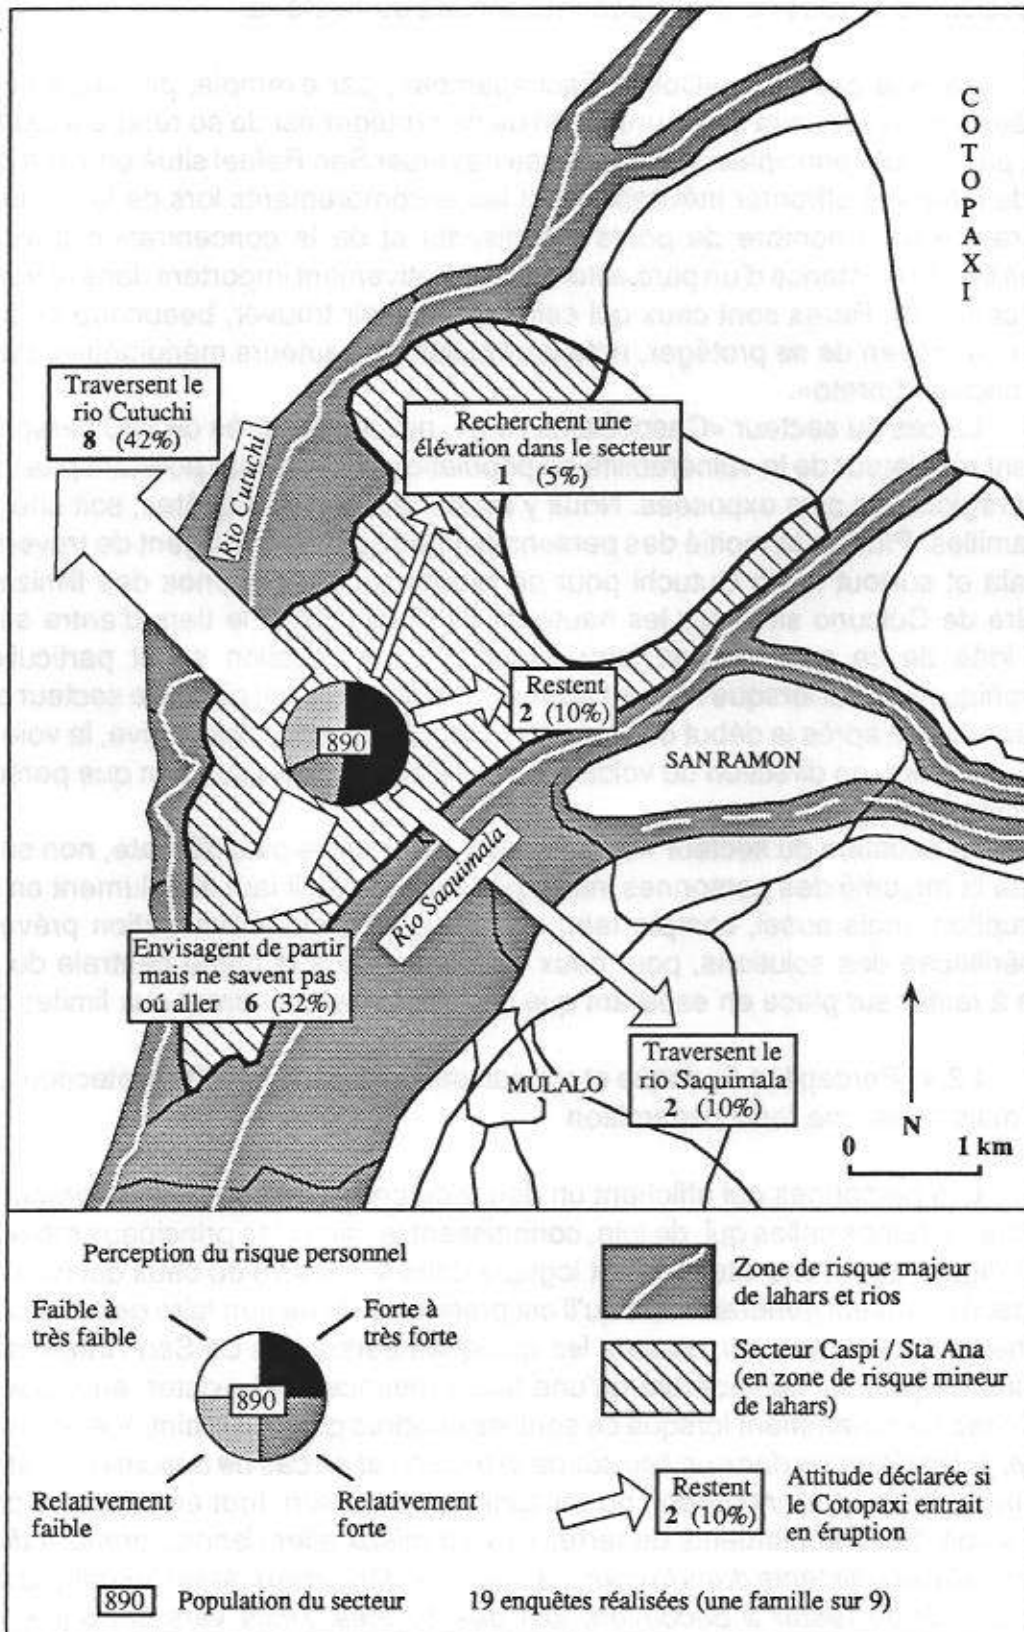 COTOPAXI
Traversent le
rio Cutuchi
8 (42%)
Recherchent une
élévation dans le secteur
1 (5%)
Rio Cutuchi
Restent
2 (10%)
890
SAN RAMON
Rio Saquimala
Envisagent de partir
mais ne savent pas
où aller 6 (32%)
MULALO
Traversent le
rio Saquimala
2 (10%)
N
0 1 km
Perception du risque personnel
Faible à
très faible
Forte à
très forte
890
Relativement
faible
Relativement
forte
Zone de risque majeur
de lahars et rios
Secteur Caspi / Sta Ana
(en zone de risque mineur
de lahars)
Restent
2 (10%)
Attitude déclarée si
le Cotopaxi entrait
en éruption
890 Population du secteur
19 enquêtes réalisées (une famille sur 9)